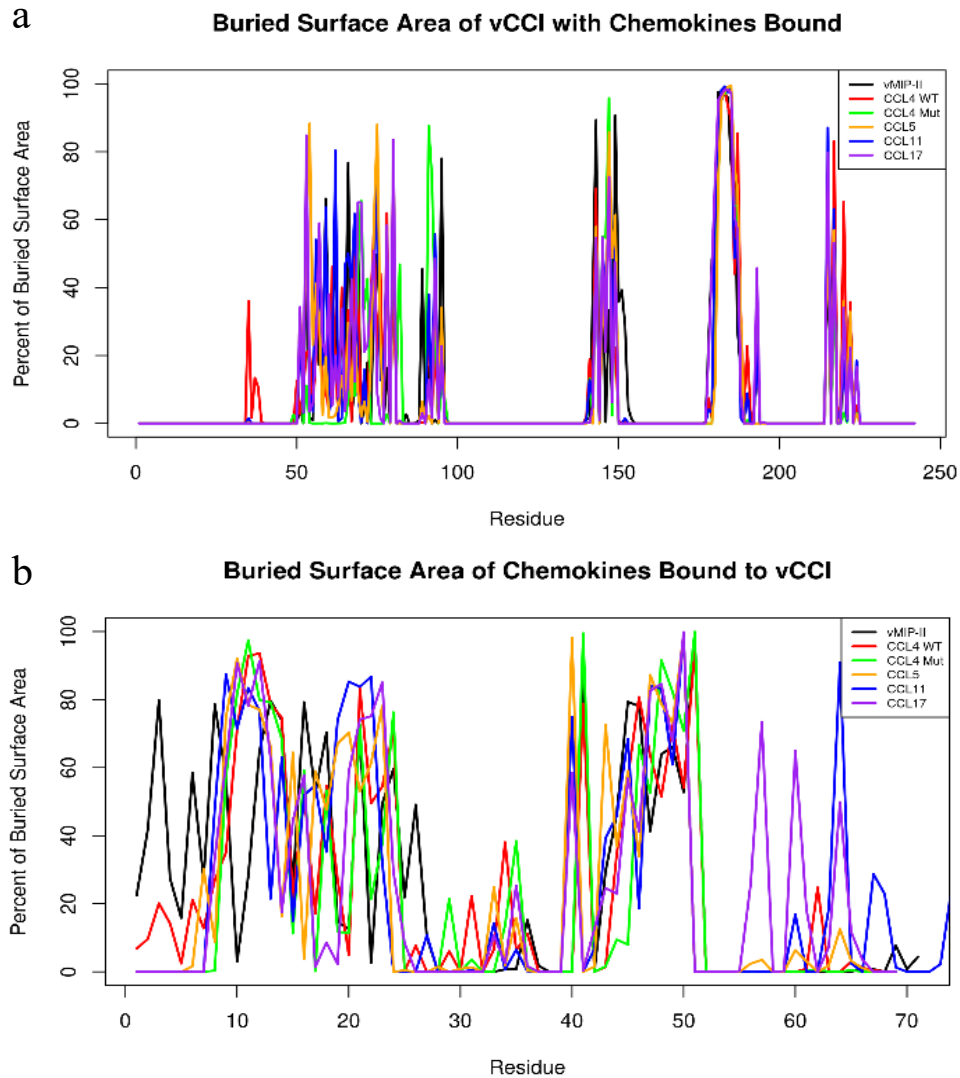 a
Buried Surface Area of vCCI with Chemokines Bound
Percent of Buried Surface Area
100
80
60
40
20
0
vMIP-II
CCL4 WT
CCL4 Mut
CCL5
CCL11
CCL17
0 50 100 150 200 250
Residue
b
Buried Surface Area of Chemokines Bound to vCCI
Percent of Buried Surface Area
100
80
60
40
20
0
vMIP-II
CCL4 WT
CCL4 Mut
CCL5
CCL11
CCL17
0 10 20 30 40 50 60 70
Residue